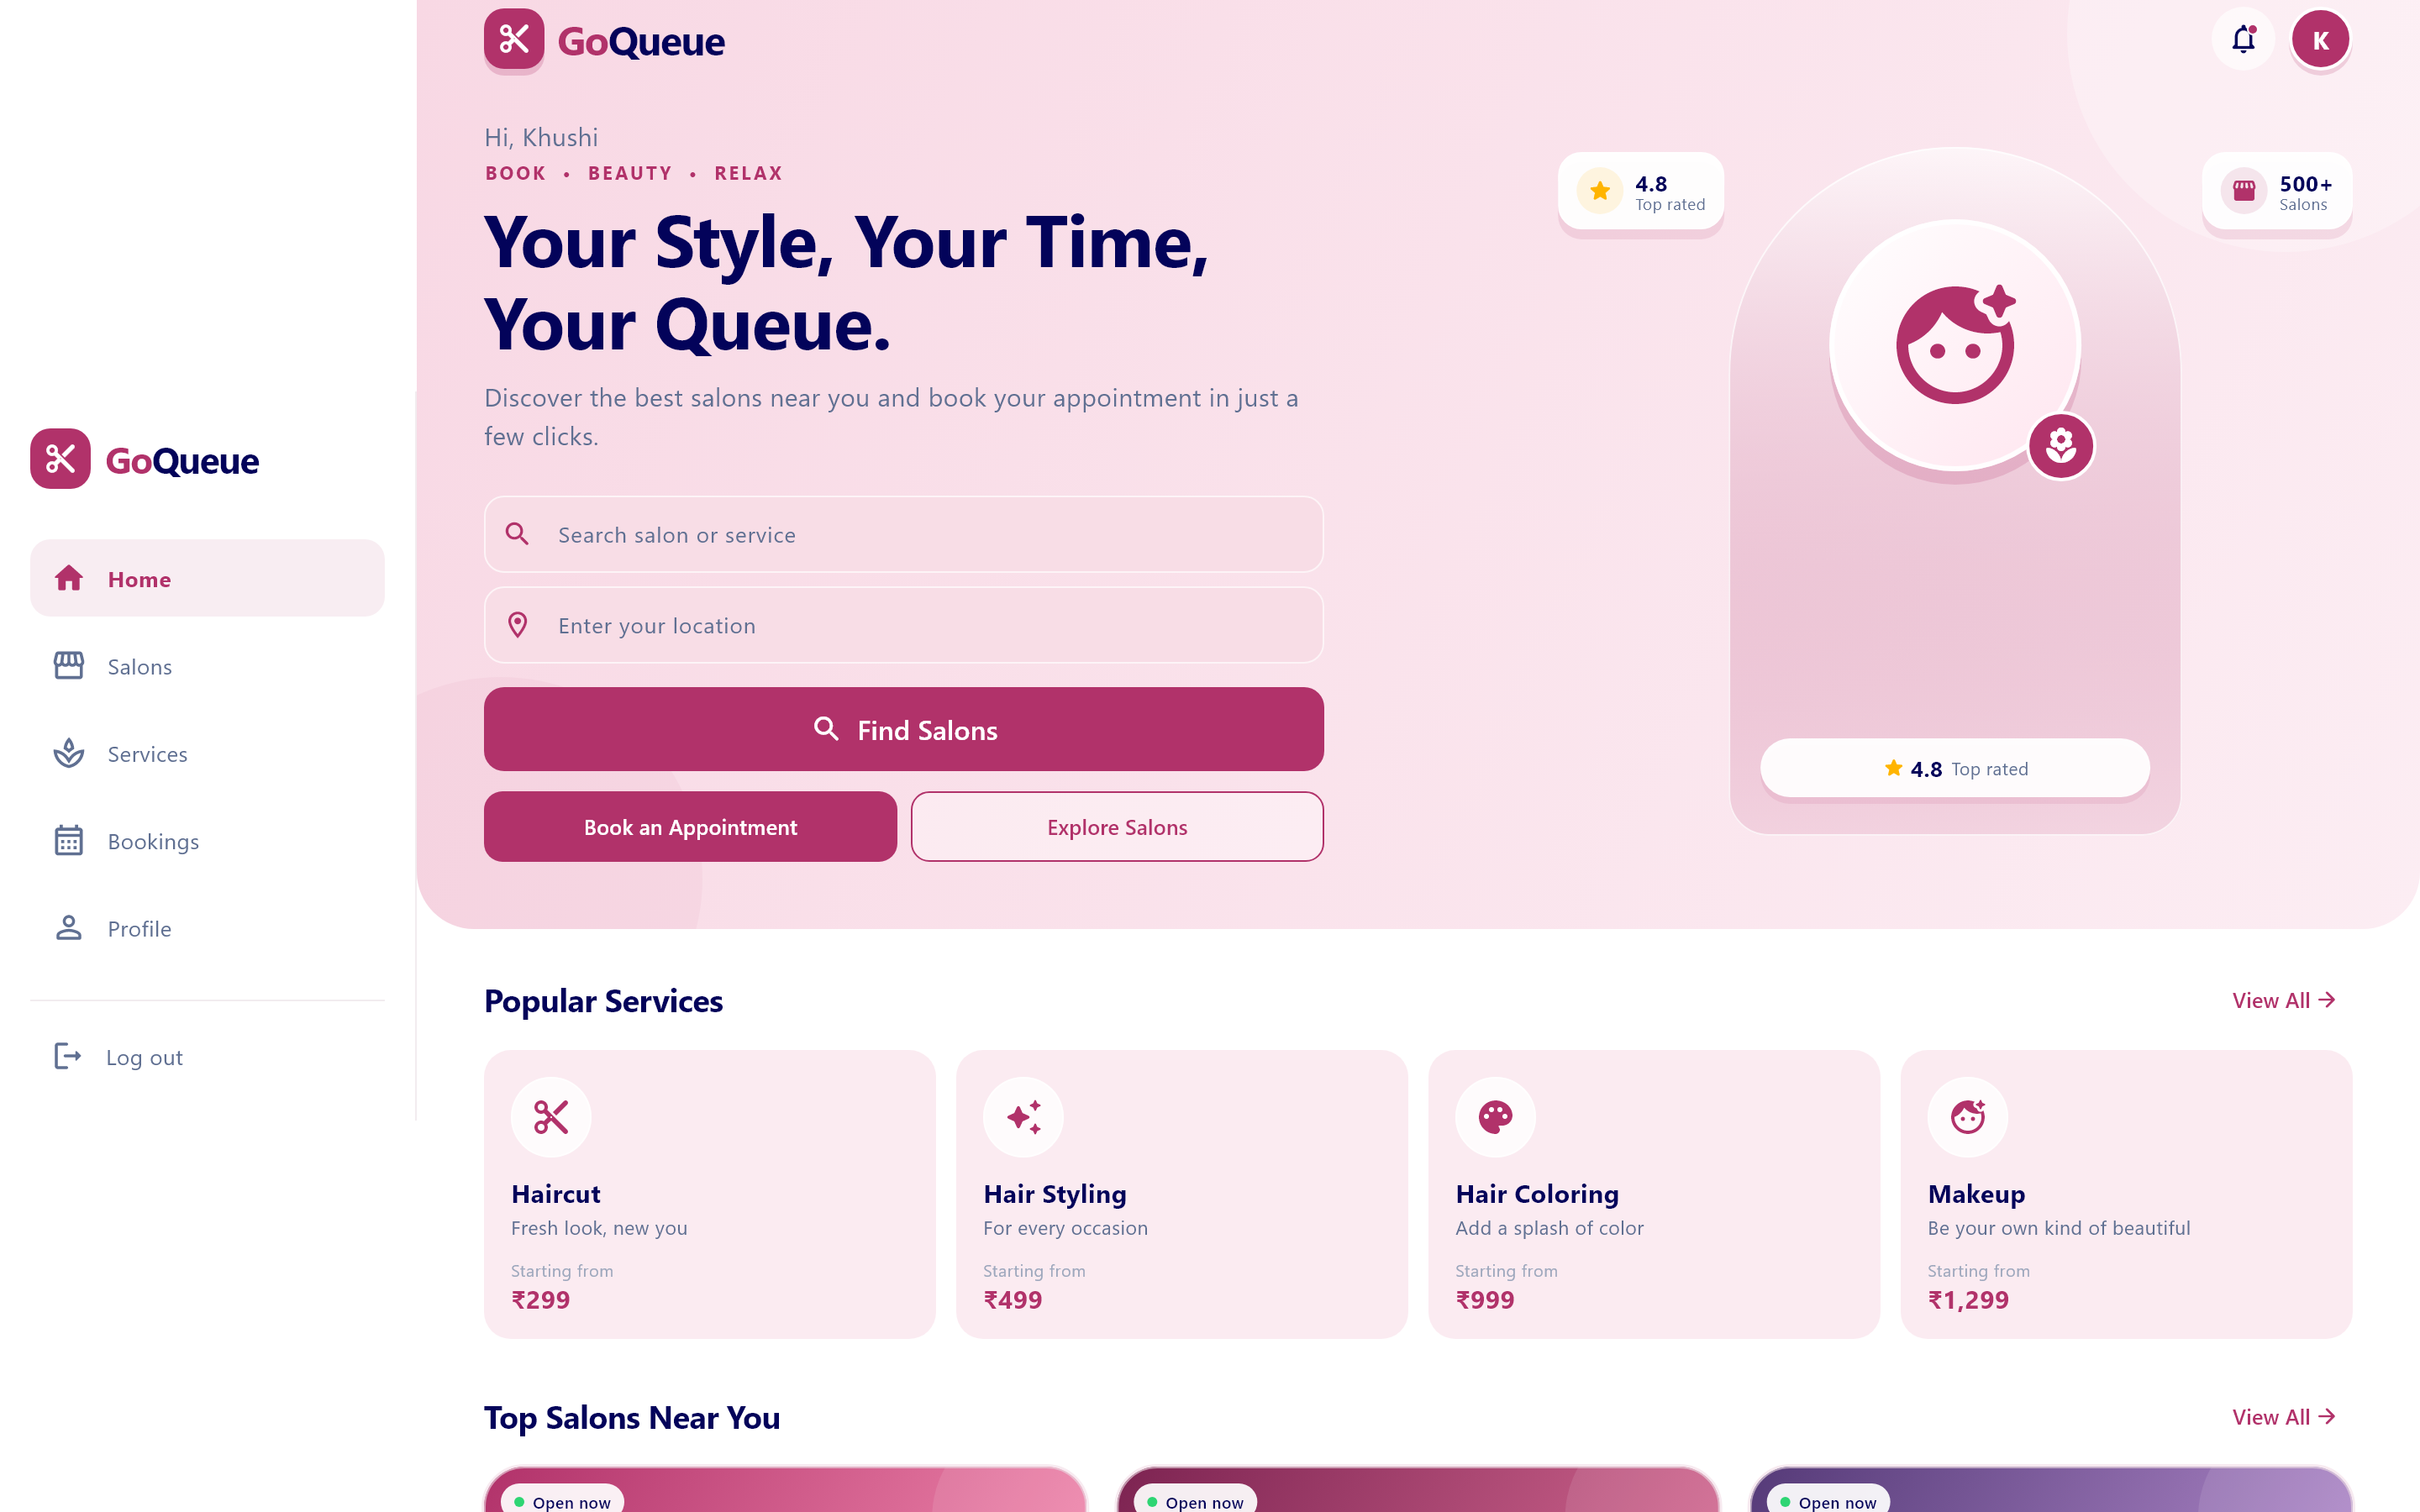 GoQueue
Home
Salons
Services
Bookings
Profile
Log out
GoQueue
K
Hi, Khushi
BOOK • BEAUTY • RELAX
Your Style, Your Time,
Your Queue.
Discover the best salons near you and book your appointment in just a
few clicks.
Search salon or service
Enter your location
Find Salons
Book an Appointment
Explore Salons
4.8
Top rated
500+
Salons
4.8 Top rated
Popular Services
View All
Haircut
Fresh look, new you
Starting from
₹299
Hair Styling
For every occasion
Starting from
₹499
Hair Coloring
Add a splash of color
Starting from
₹999
Makeup
Be your own kind of beautiful
Starting from
₹1,299
Top Salons Near You
View All
Open now
Open now
Open now